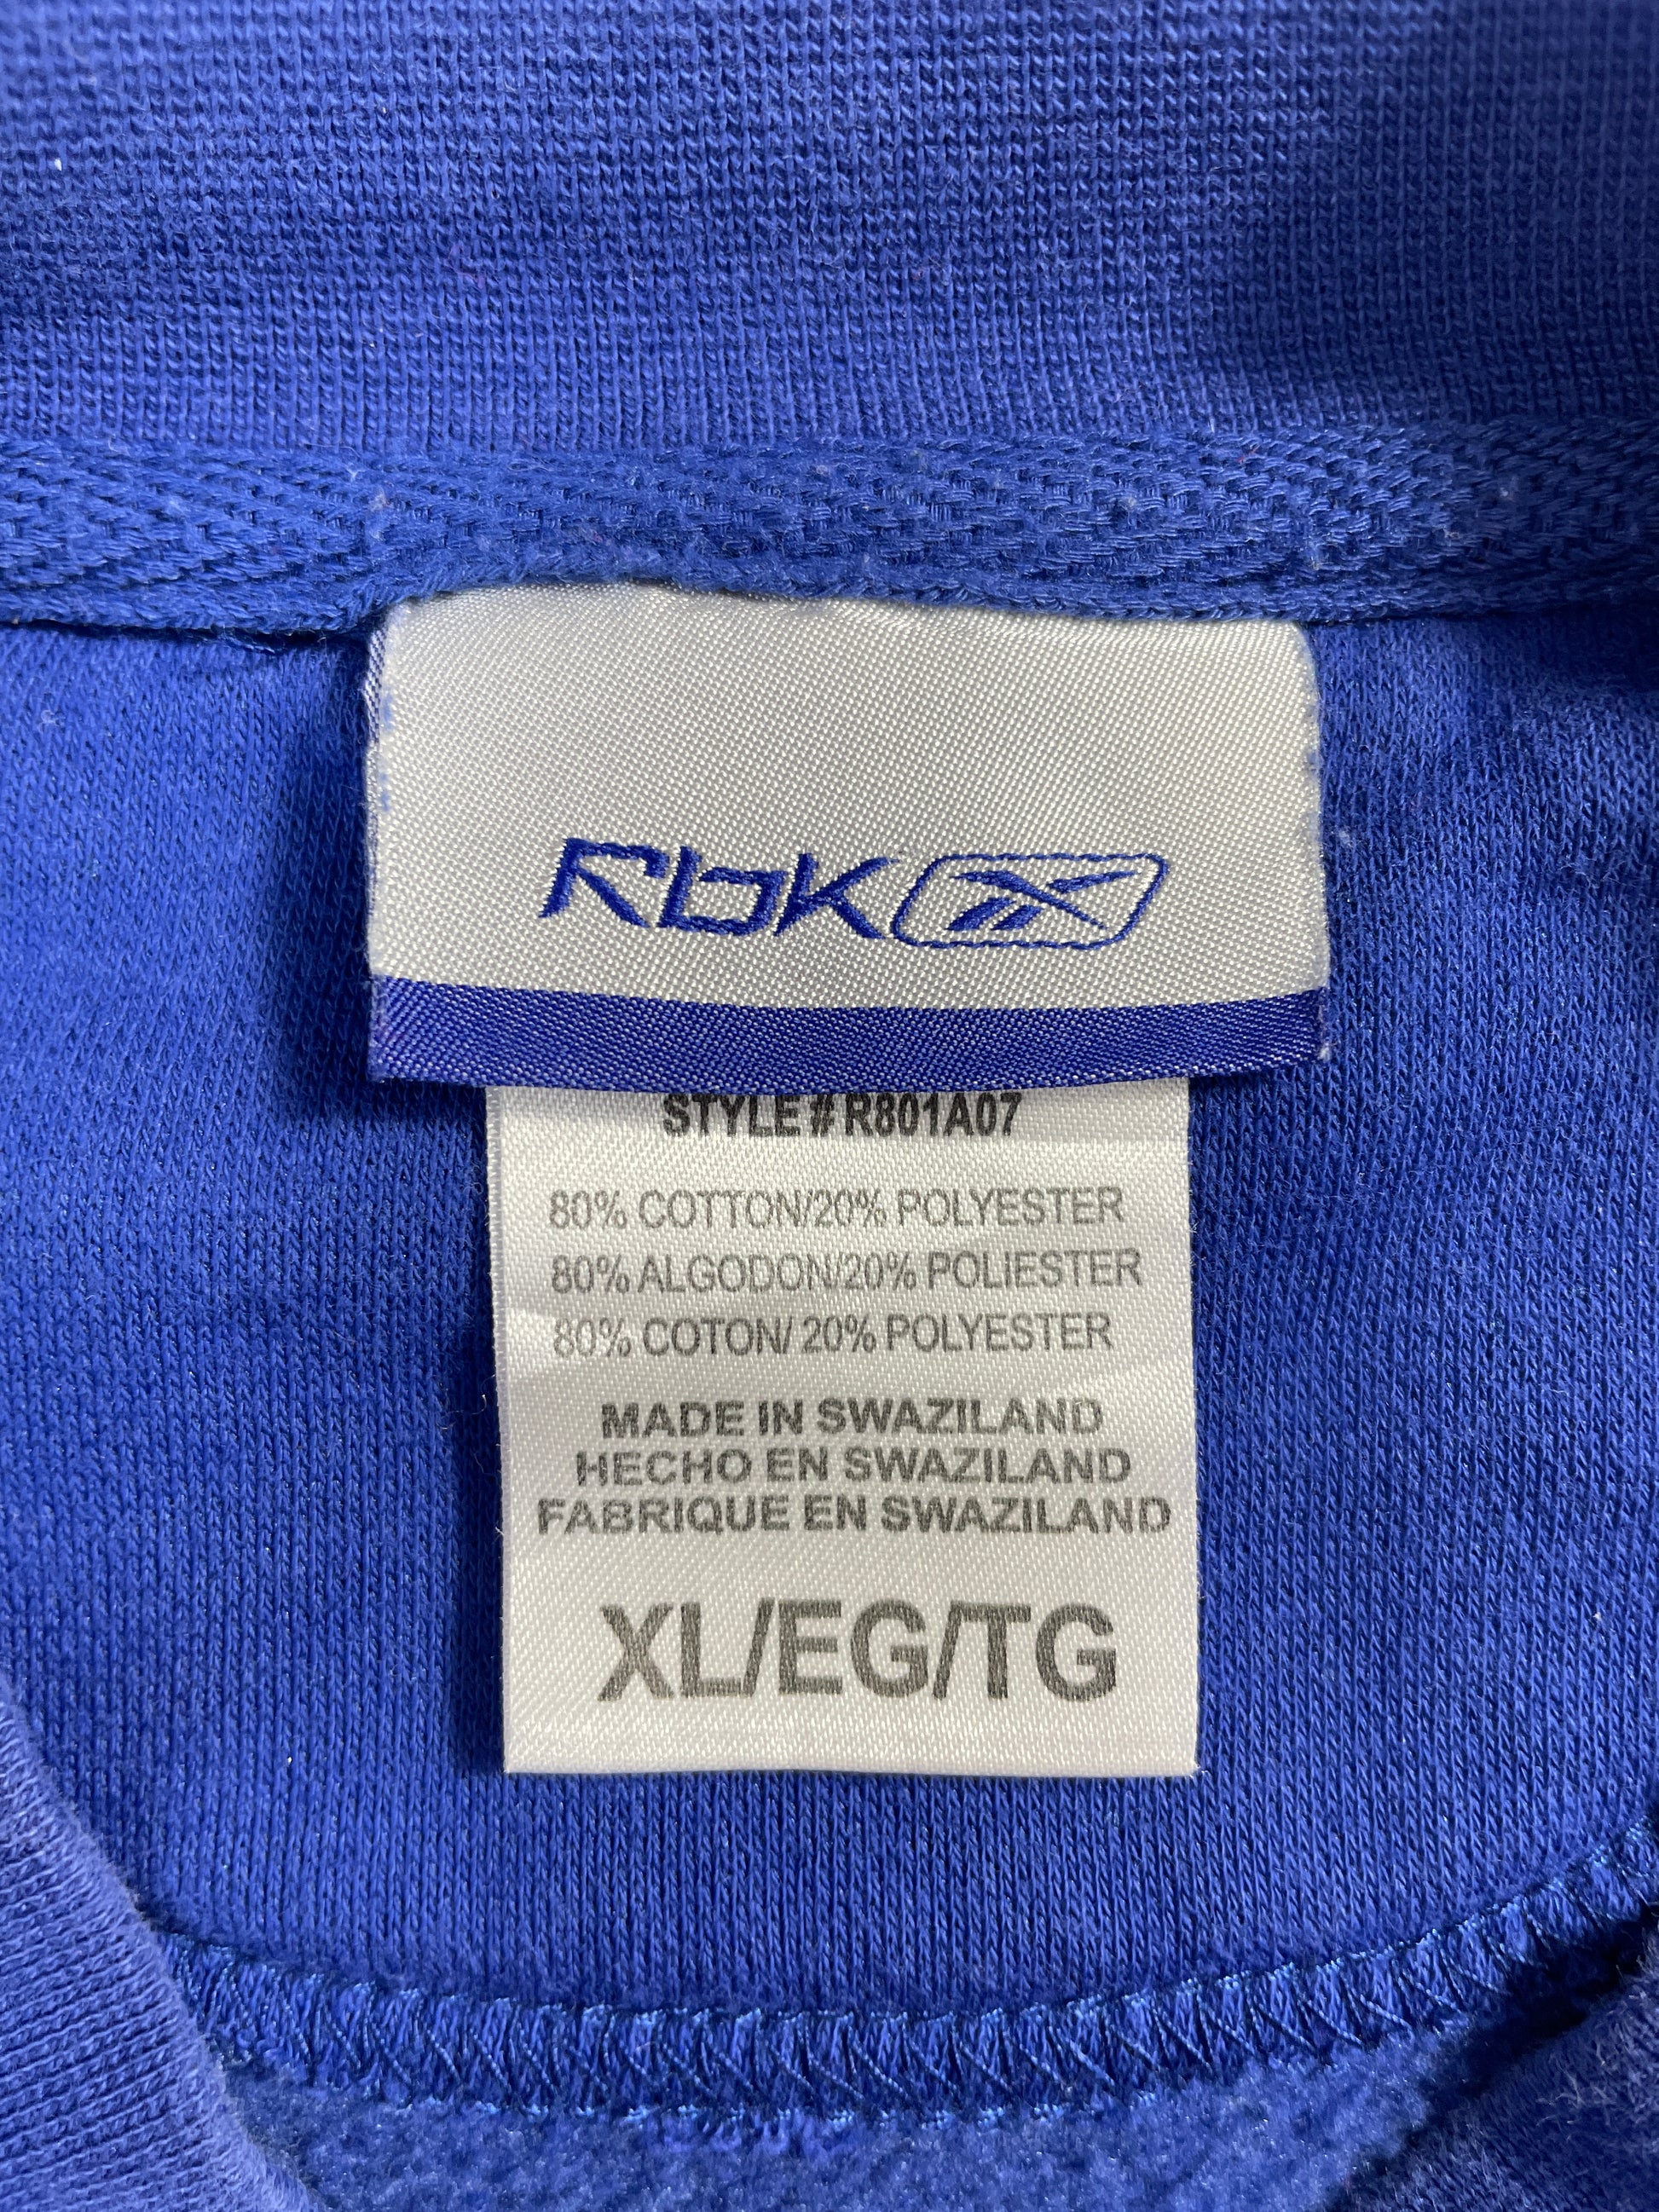 Rbk
STYLE# R801A07
80% COTTON/20% POLYESTER
80% ALGODON/20% POLIESTER
80% COTON/ 20% POLYESTER
MADE IN SWAZILAND
HECHO EN SWAZILAND
FABRIQUE EN SWAZILAND
XL/EG/TG